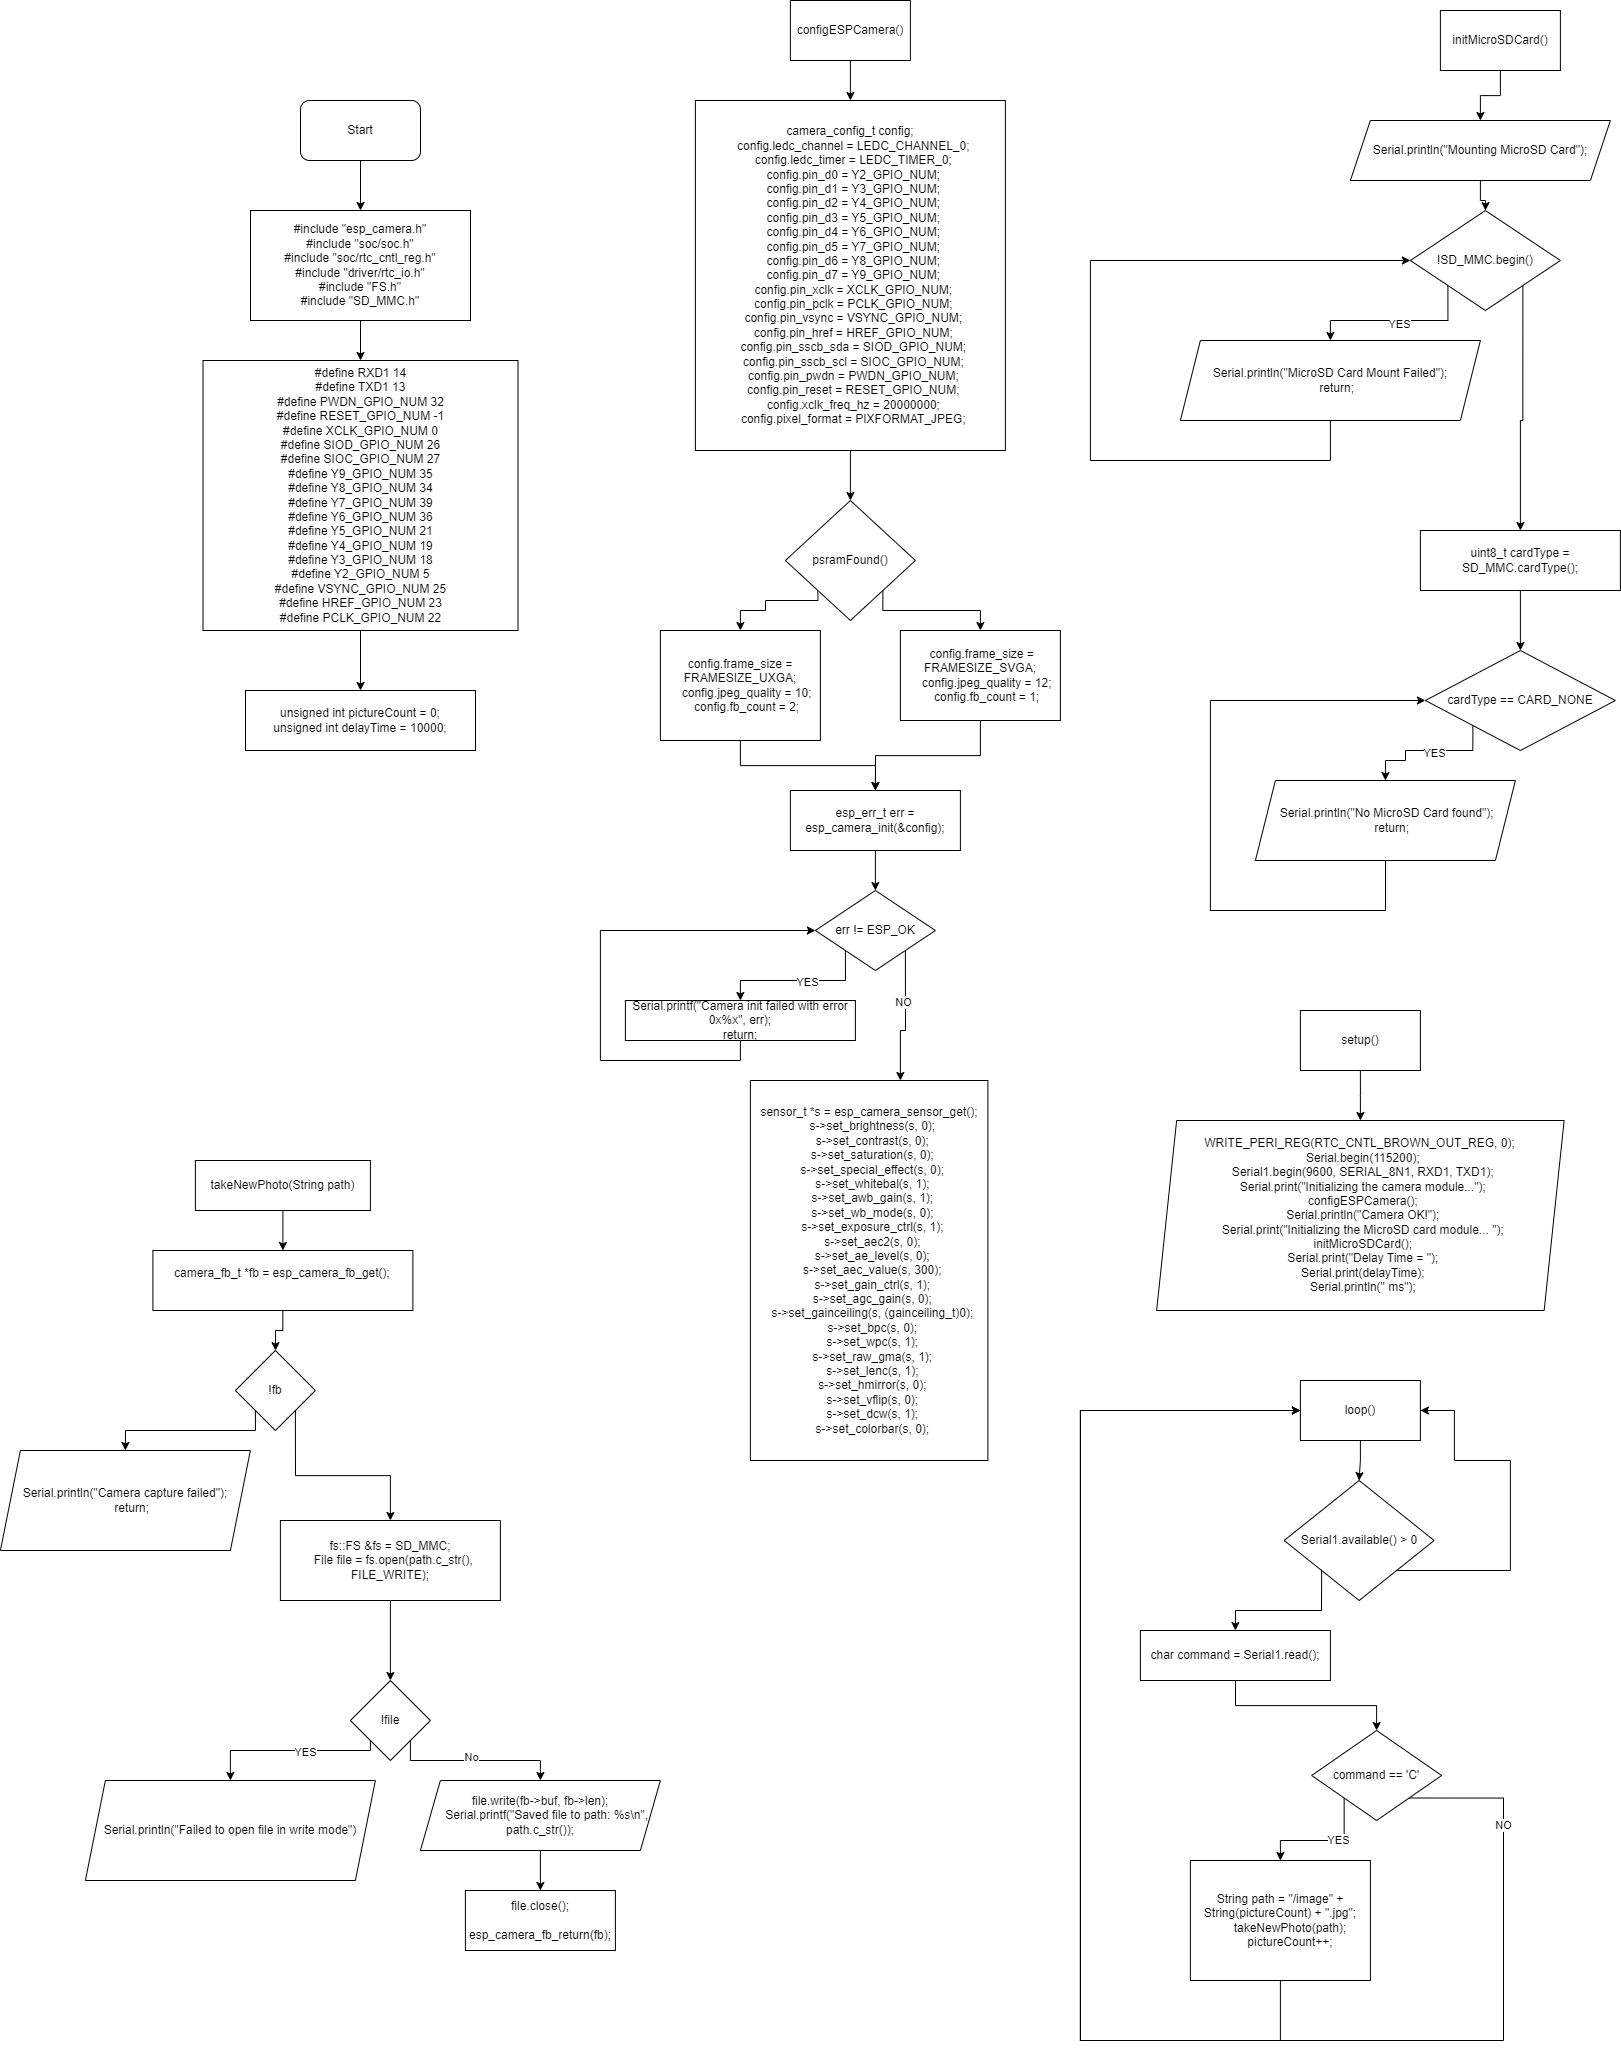 Start
#include "esp_camera.h"
#include "soc/soc.h"
#include "soc/rtc_cntl_reg.h"
#include "driver/rtc_io.h"
#include "FS.h"
#include "SD_MMC.h"
#define RXD1 14
#define TXD1 13
#define PWDN_GPIO_NUM 32
#define RESET_GPIO_NUM -1
#define XCLK_GPIO_NUM 0
#define SIOD_GPIO_NUM 26
#define SIOC_GPIO_NUM 27
#define Y9_GPIO_NUM 35
#define Y8_GPIO_NUM 34
#define Y7_GPIO_NUM 39
#define Y6_GPIO_NUM 36
#define Y5_GPIO_NUM 21
#define Y4_GPIO_NUM 19
#define Y3_GPIO_NUM 18
#define Y2_GPIO_NUM 5
#define VSYNC_GPIO_NUM 25
#define HREF_GPIO_NUM 23
#define PCLK_GPIO_NUM 22
unsigned int pictureCount = 0;
unsigned int delayTime = 10000;
configESPCamera()
camera_config_t config;
config.ledc_channel = LEDC_CHANNEL_0;
config.ledc_timer = LEDC_TIMER_0;
config.pin_d0 = Y2_GPIO_NUM;
config.pin_d1 = Y3_GPIO_NUM;
config.pin_d2 = Y4_GPIO_NUM;
config.pin_d3 = Y5_GPIO_NUM;
config.pin_d4 = Y6_GPIO_NUM;
config.pin_d5 = Y7_GPIO_NUM;
config.pin_d6 = Y8_GPIO_NUM;
config.pin_d7 = Y9_GPIO_NUM;
config.pin_xclk = XCLK_GPIO_NUM;
config.pin_pclk = PCLK_GPIO_NUM;
config.pin_vsync = VSYNC_GPIO_NUM;
config.pin_href = HREF_GPIO_NUM;
config.pin_sscb_sda = SIOD_GPIO_NUM;
config.pin_sscb_scl = SIOC_GPIO_NUM;
config.pin_pwdn = PWDN_GPIO_NUM;
config.pin_reset = RESET_GPIO_NUM;
config.xclk_freq_hz = 20000000;
config.pixel_format = PIXFORMAT_JPEG;
psramFound()
config.frame_size =
FRAMESIZE_UXGA;
config.jpeg_quality = 10;
config.fb_count = 2;
config.frame_size =
FRAMESIZE_SVGA;
config.jpeg_quality = 12;
config.fb_count = 1;
esp_err_t err =
esp_camera_init(&config);
err != ESP_OK
YES
NO
Serial.printf("Camera init failed with error
0x%x", err);
return;
sensor_t *s = esp_camera_sensor_get();
s->set_brightness(s, 0);
s->set_contrast(s, 0);
s->set_saturation(s, 0);
s->set_special_effect(s, 0);
s->set_whitebal(s, 1);
s->set_awb_gain(s, 1);
s->set_wb_mode(s, 0);
s->set_exposure_ctrl(s, 1);
s->set_aec2(s, 0);
s->set_ae_level(s, 0);
s->set_aec_value(s, 300);
s->set_gain_ctrl(s, 1);
s->set_agc_gain(s, 0);
s->set_gainceiling(s, (gainceiling_t)0);
s->set_bpc(s, 0);
s->set_wpc(s, 1);
s->set_raw_gma(s, 1);
s->set_lenc(s, 1);
s->set_hmirror(s, 0);
s->set_vflip(s, 0);
s->set_dcw(s, 1);
s->set_colorbar(s, 0);
initMicroSDCard()
Serial.println("Mounting MicroSD Card");
!SD_MMC.begin()
YES
Serial.println("MicroSD Card Mount Failed");
return;
uint8_t cardType =
SD_MMC.cardType();
cardType == CARD_NONE
YES
Serial.println("No MicroSD Card found");
return;
setup()
WRITE_PERI_REG(RTC_CNTL_BROWN_OUT_REG, 0);
Serial.begin(115200);
Serial1.begin(9600, SERIAL_8N1, RXD1, TXD1);
Serial.print("Initializing the camera module...");
configESPCamera();
Serial.println("Camera OK!");
Serial.print("Initializing the MicroSD card module... ");
initMicroSDCard();
Serial.print("Delay Time = ");
Serial.print(delayTime);
Serial.println(" ms");
takeNewPhoto(String path)
camera_fb_t *fb = esp_camera_fb_get();
!fb
Serial.println("Camera capture failed");
return;
fs::FS &fs = SD_MMC;
File file = fs.open(path.c_str(),
FILE_WRITE);
!file
YES
No
Serial.println("Failed to open file in write mode")
file.write(fb->buf, fb->len);
Serial.printf("Saved file to path: %s\n",
path.c_str());
file.close();
esp_camera_fb_return(fb);
loop()
Serial1.available() > 0
char command = Serial1.read();
command == 'C'
YES
NO
String path = "/image" +
String(pictureCount) + ".jpg";
takeNewPhoto(path);
pictureCount++;